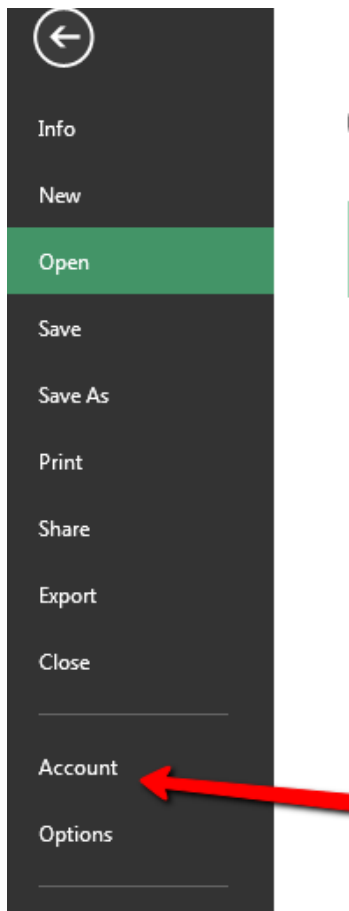 Info
New
Open
Save
Save As
Print
Share
Export
Close
Account
Options